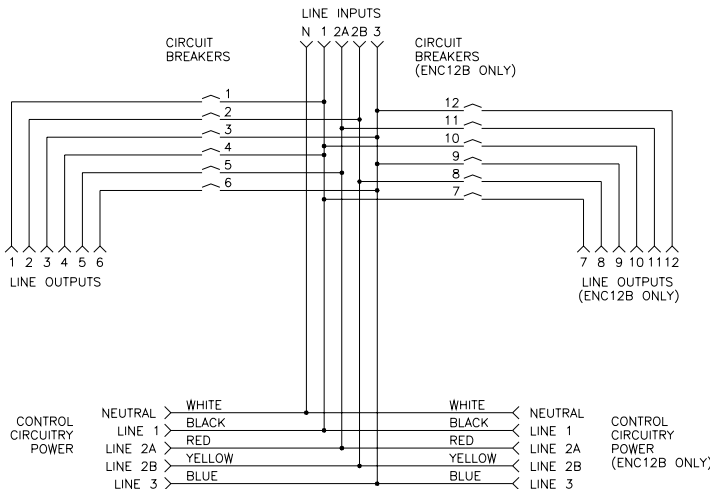 LINE INPUTS
N 1 2A 2B 3
CIRCUIT
BREAKERS
CIRCUIT
BREAKERS
(ENC12B ONLY)
1
2
3
4
5
6
12
11
10
9
8
7
1 2 3 4 5 6
LINE OUTPUTS
7 8 9 10 11 12
LINE OUTPUTS
(ENC12B ONLY)
CONTROL
CIRCUITRY
POWER
NEUTRAL WHITE WHITE NEUTRAL
LINE 1 BLACK BLACK LINE 1
LINE 2A RED RED LINE 2A
LINE 2B YELLOW YELLOW LINE 2B
LINE 3 BLUE BLUE LINE 3
CONTROL
CIRCUITRY
POWER
(ENC12B ONLY)